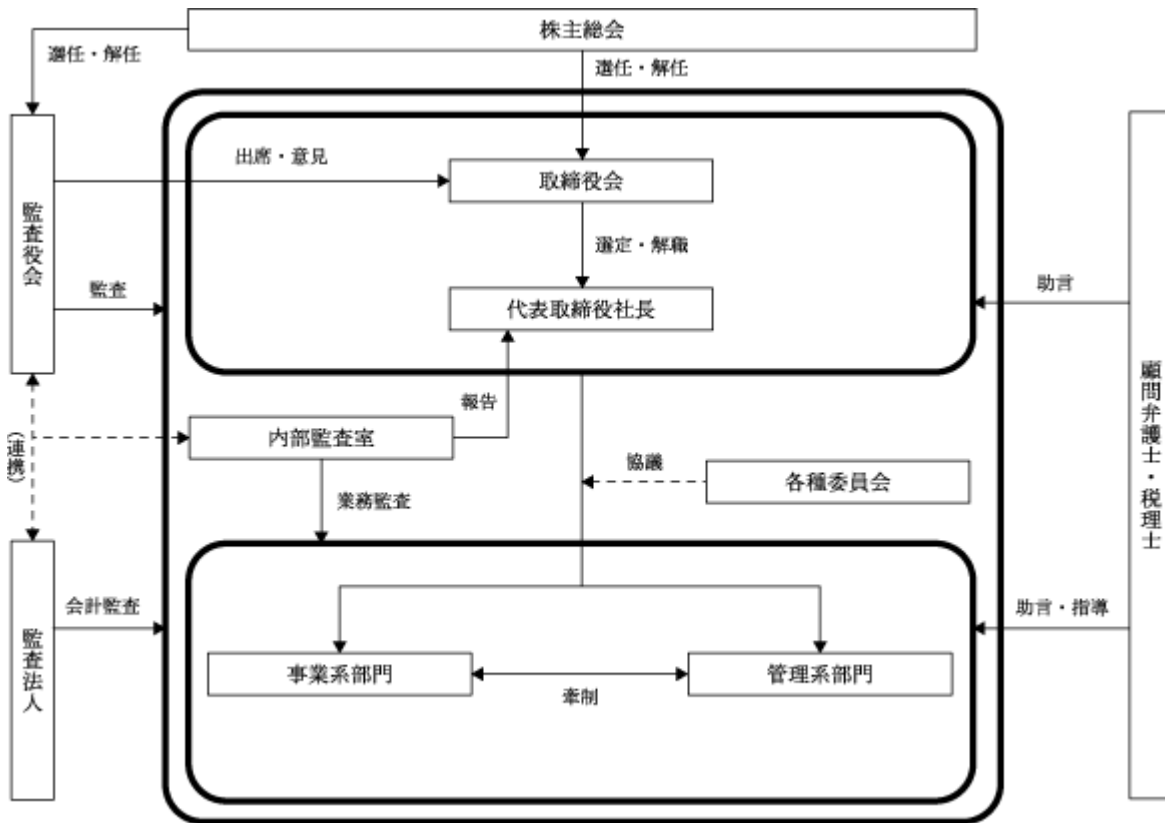 株主総会
選任・解任
選任・解任
出席・意見
取締役会
監査役会
選定・解職
監査
代表取締役社長
助言
顧問弁護士・税理士
報告
内部監査室
(連携)
協議
各種委員会
業務監査
会計監査
助言・指導
監査法人
事業系部門
管理系部門
牽制